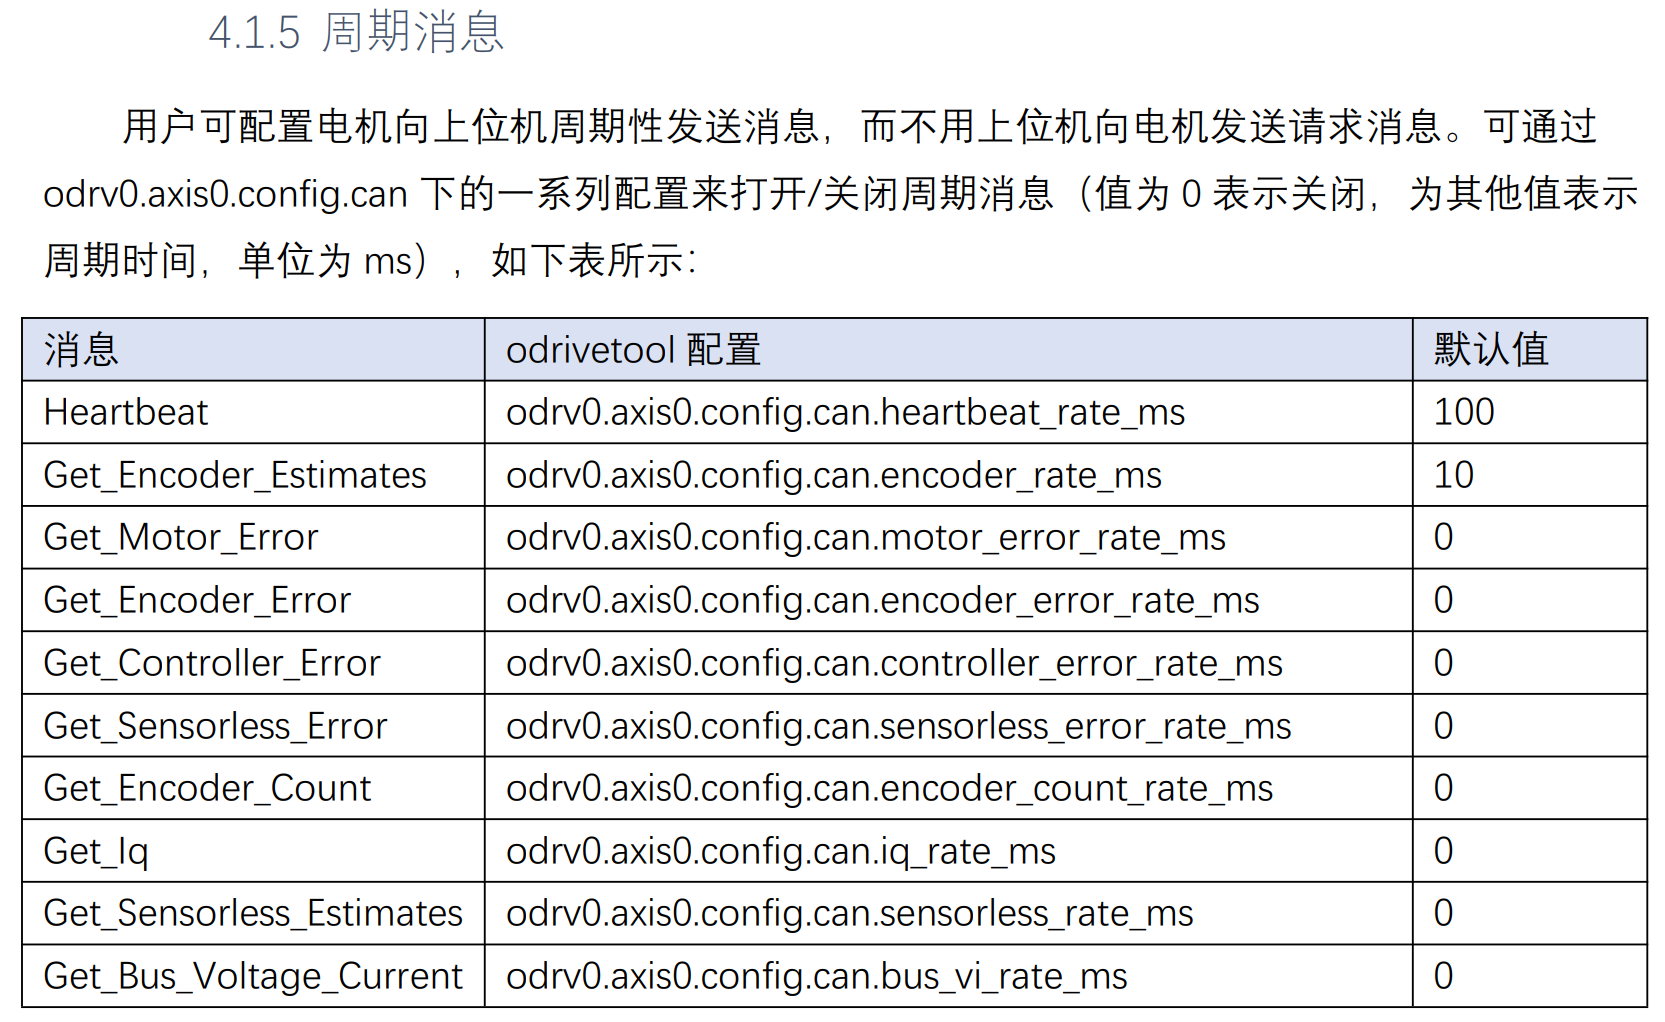 4.1.5 周期消息
用户可配置电机向上位机周期性发送消息，而不用上位机向电机发送请求消息。可通过
odrv0.axis0.config.can 下的一系列配置来打开/关闭周期消息（值为 0 表示关闭，为其他值表示
周期时间，单位为 ms），如下表所示：
消息 odrivetool 配置 默认值
Heartbeat odrv0.axis0.config.can.heartbeat_rate_ms 100
Get_Encoder_Estimates odrv0.axis0.config.can.encoder_rate_ms 10
Get_Motor_Error odrv0.axis0.config.can.motor_error_rate_ms 0
Get_Encoder_Error odrv0.axis0.config.can.encoder_error_rate_ms 0
Get_Controller_Error odrv0.axis0.config.can.controller_error_rate_ms 0
Get_Sensorless_Error odrv0.axis0.config.can.sensorless_error_rate_ms 0
Get_Encoder_Count odrv0.axis0.config.can.encoder_count_rate_ms 0
Get_Iq odrv0.axis0.config.can.iq_rate_ms 0
Get_Sensorless_Estimates odrv0.axis0.config.can.sensorless_rate_ms 0
Get_Bus_Voltage_Current odrv0.axis0.config.can.bus_vi_rate_ms 0